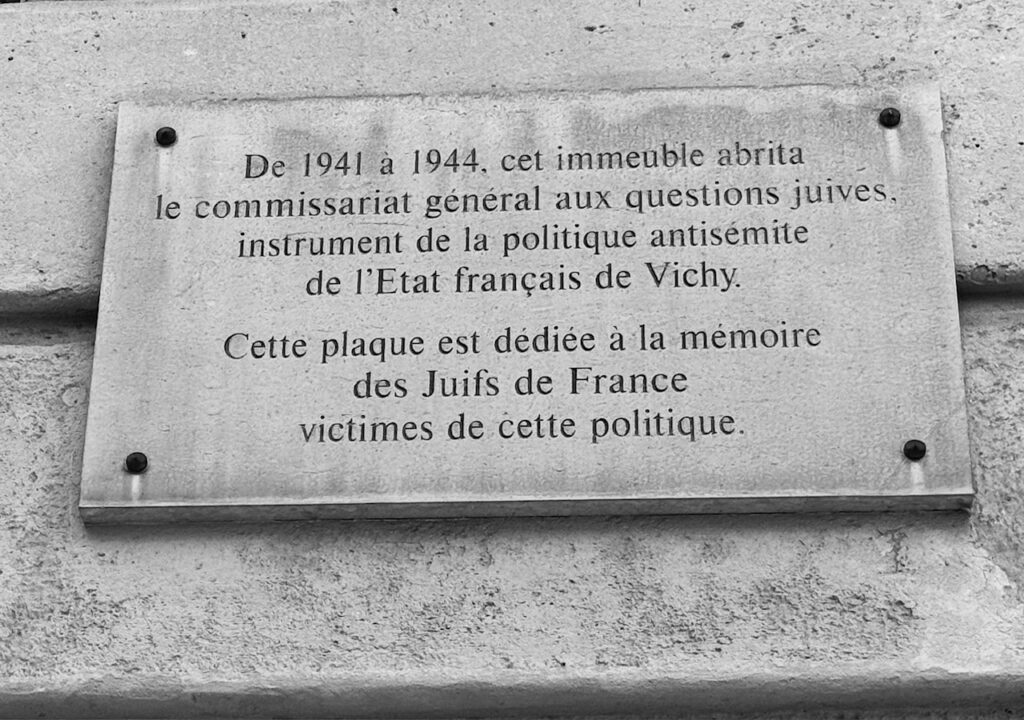 De 1941 à 1944, cet immeuble abrita
le commissariat général aux questions juives,
instrument de la politique antisémite
de l'Etat français de Vichy.
Cette plaque est dédiée à la mémoire
des Juifs de France
victimes de cette politique.